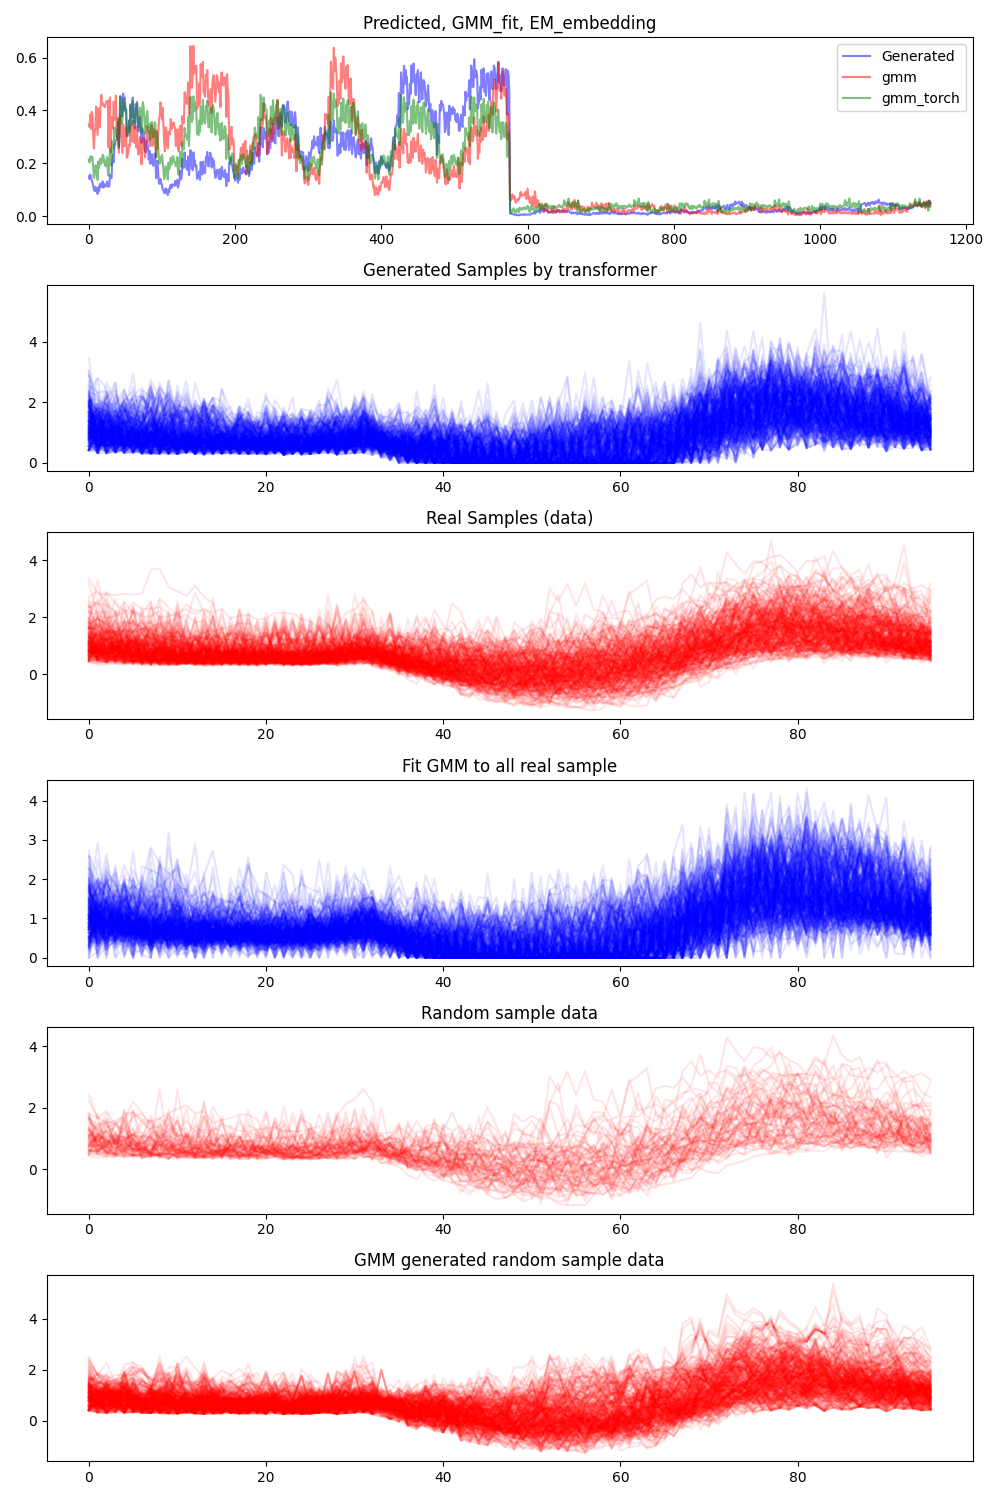 Predicted, GMM_fit, EM_embedding
0.6
0.4
0.2
0.0
Generated
gmm
gmm_torch
0 200 400 600 800 1000 1200
Generated Samples by transformer
4
2
0
0 20 40 60 80
Real Samples (data)
4
2
0
0 20 40 60 80
Fit GMM to all real sample
4
3
2
1
0
0 20 40 60 80
Random sample data
4
2
0
0 20 40 60 80
GMM generated random sample data
4
2
0
0 20 40 60 80